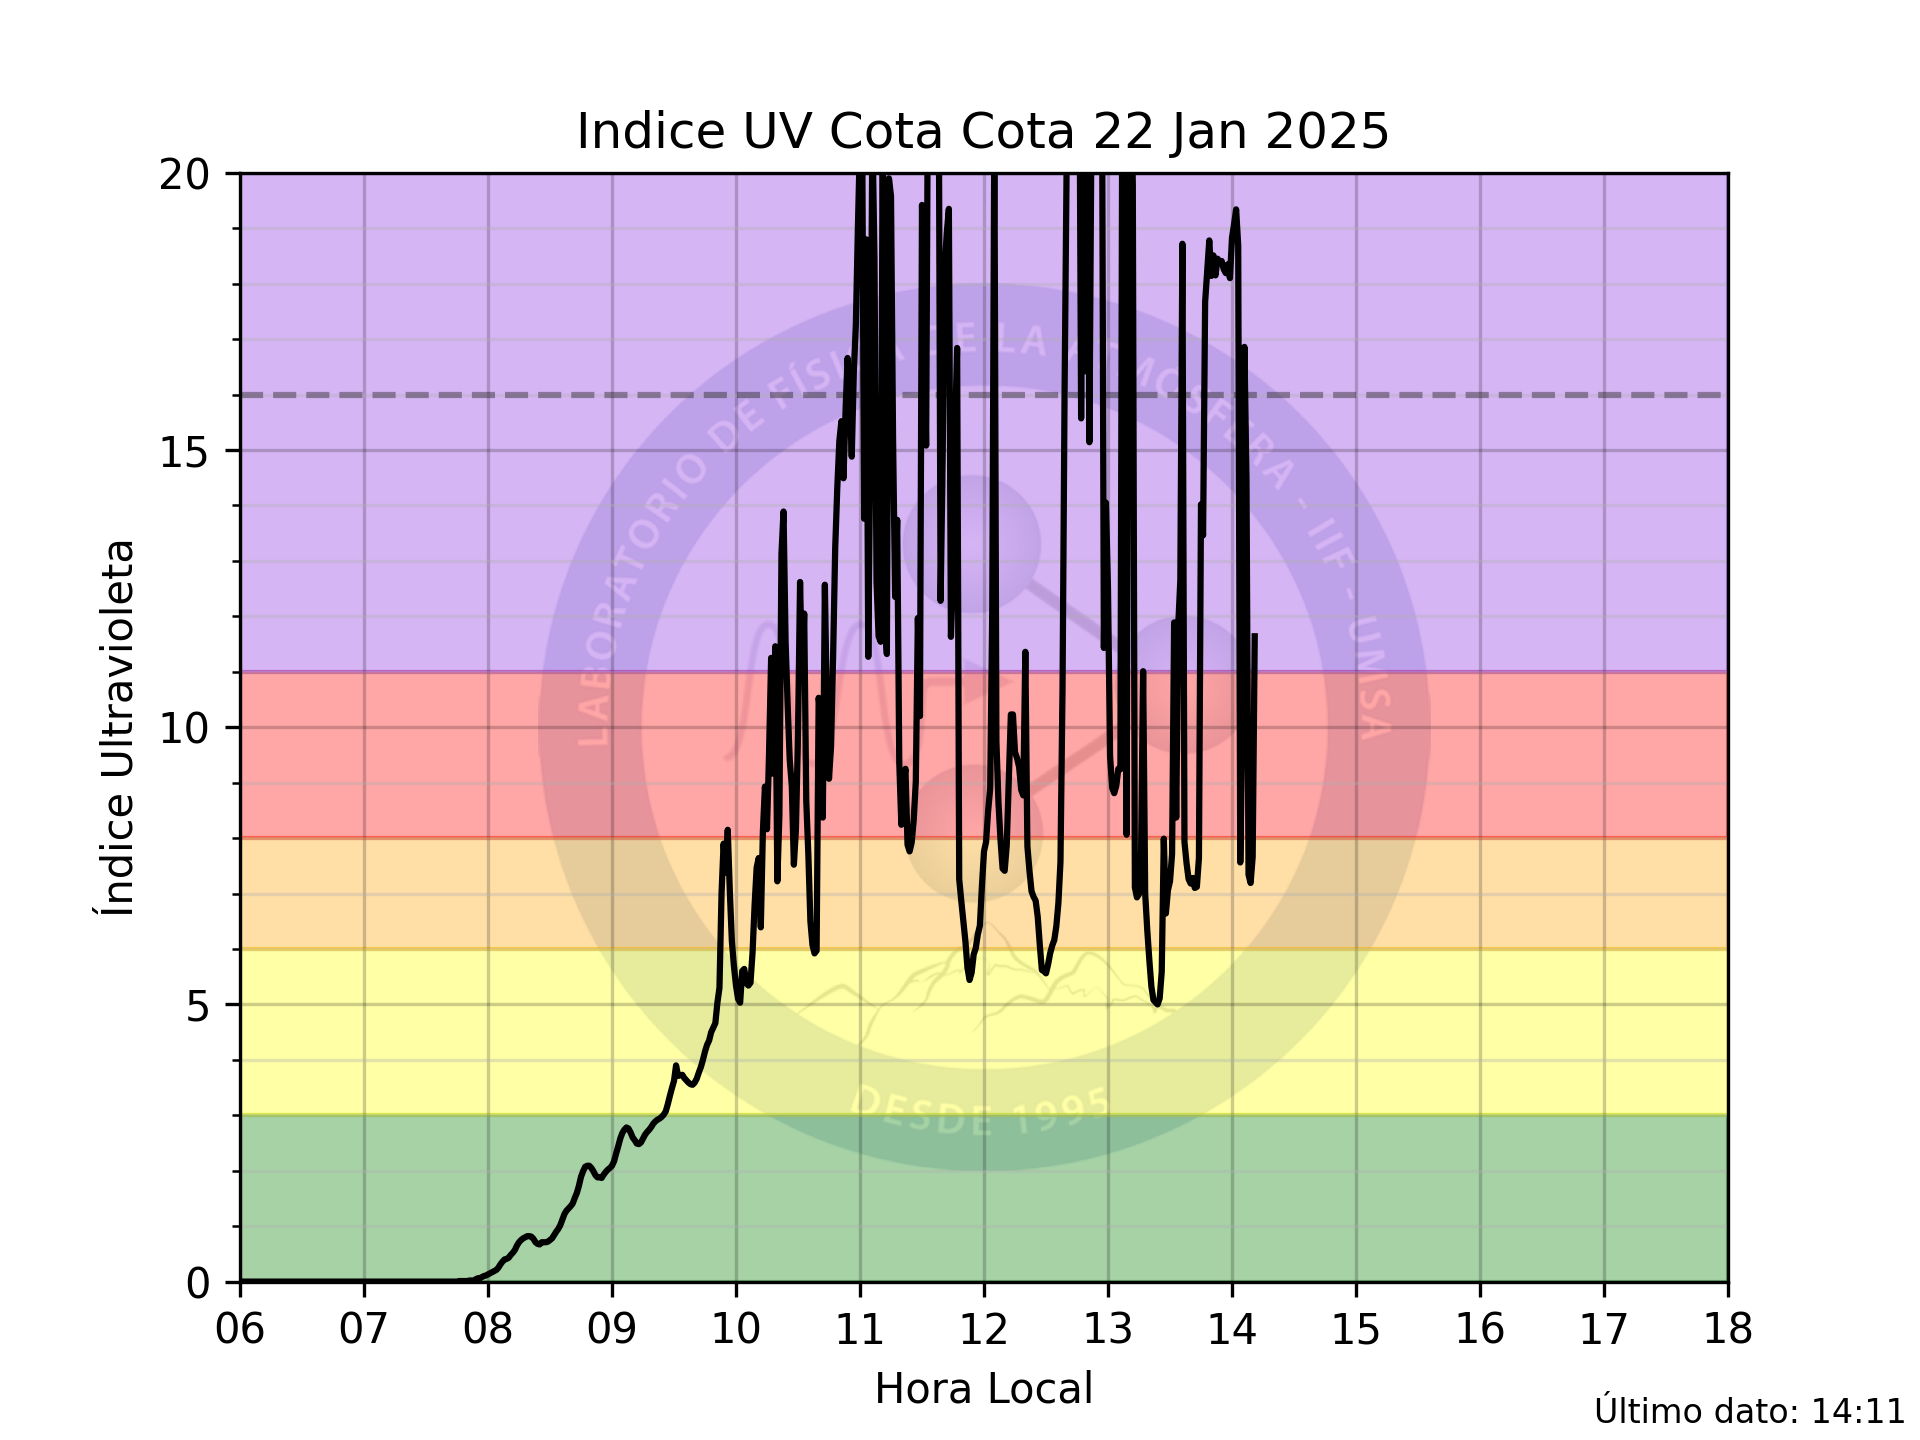 Indice UV Cota Cota 22 Jan 2025
20
15
10
5
0
Índice Ultravioleta
LABORATORIO DE FÍSICA DE LA ATMOSFERA - IIF - UMSA
DESDE 1995
06 07 08 09 10 11 12 13 14 15 16 17 18
Hora Local
Último dato: 14:11